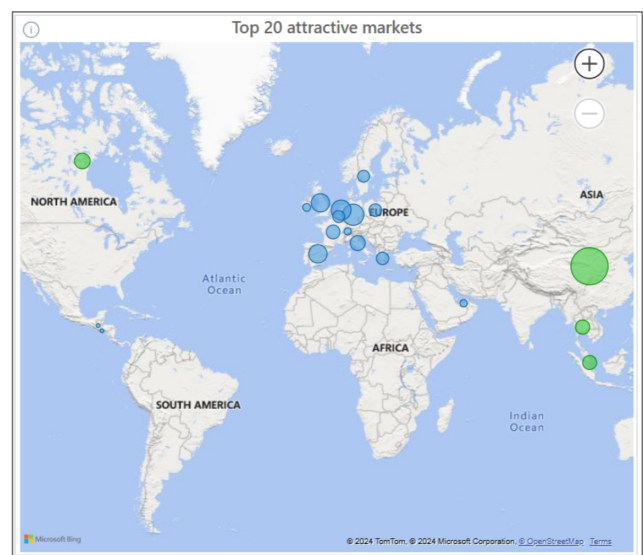 Top 20 attractive markets
NORTH AMERICA
ASIA
EUROPE
Atlantic
Ocean
AFRICA
SOUTH AMERICA
Indian
Ocean
Microsoft Bing
© 2024 TomTom, © 2024 Microsoft Corporation, © OpenStreetMap Terms